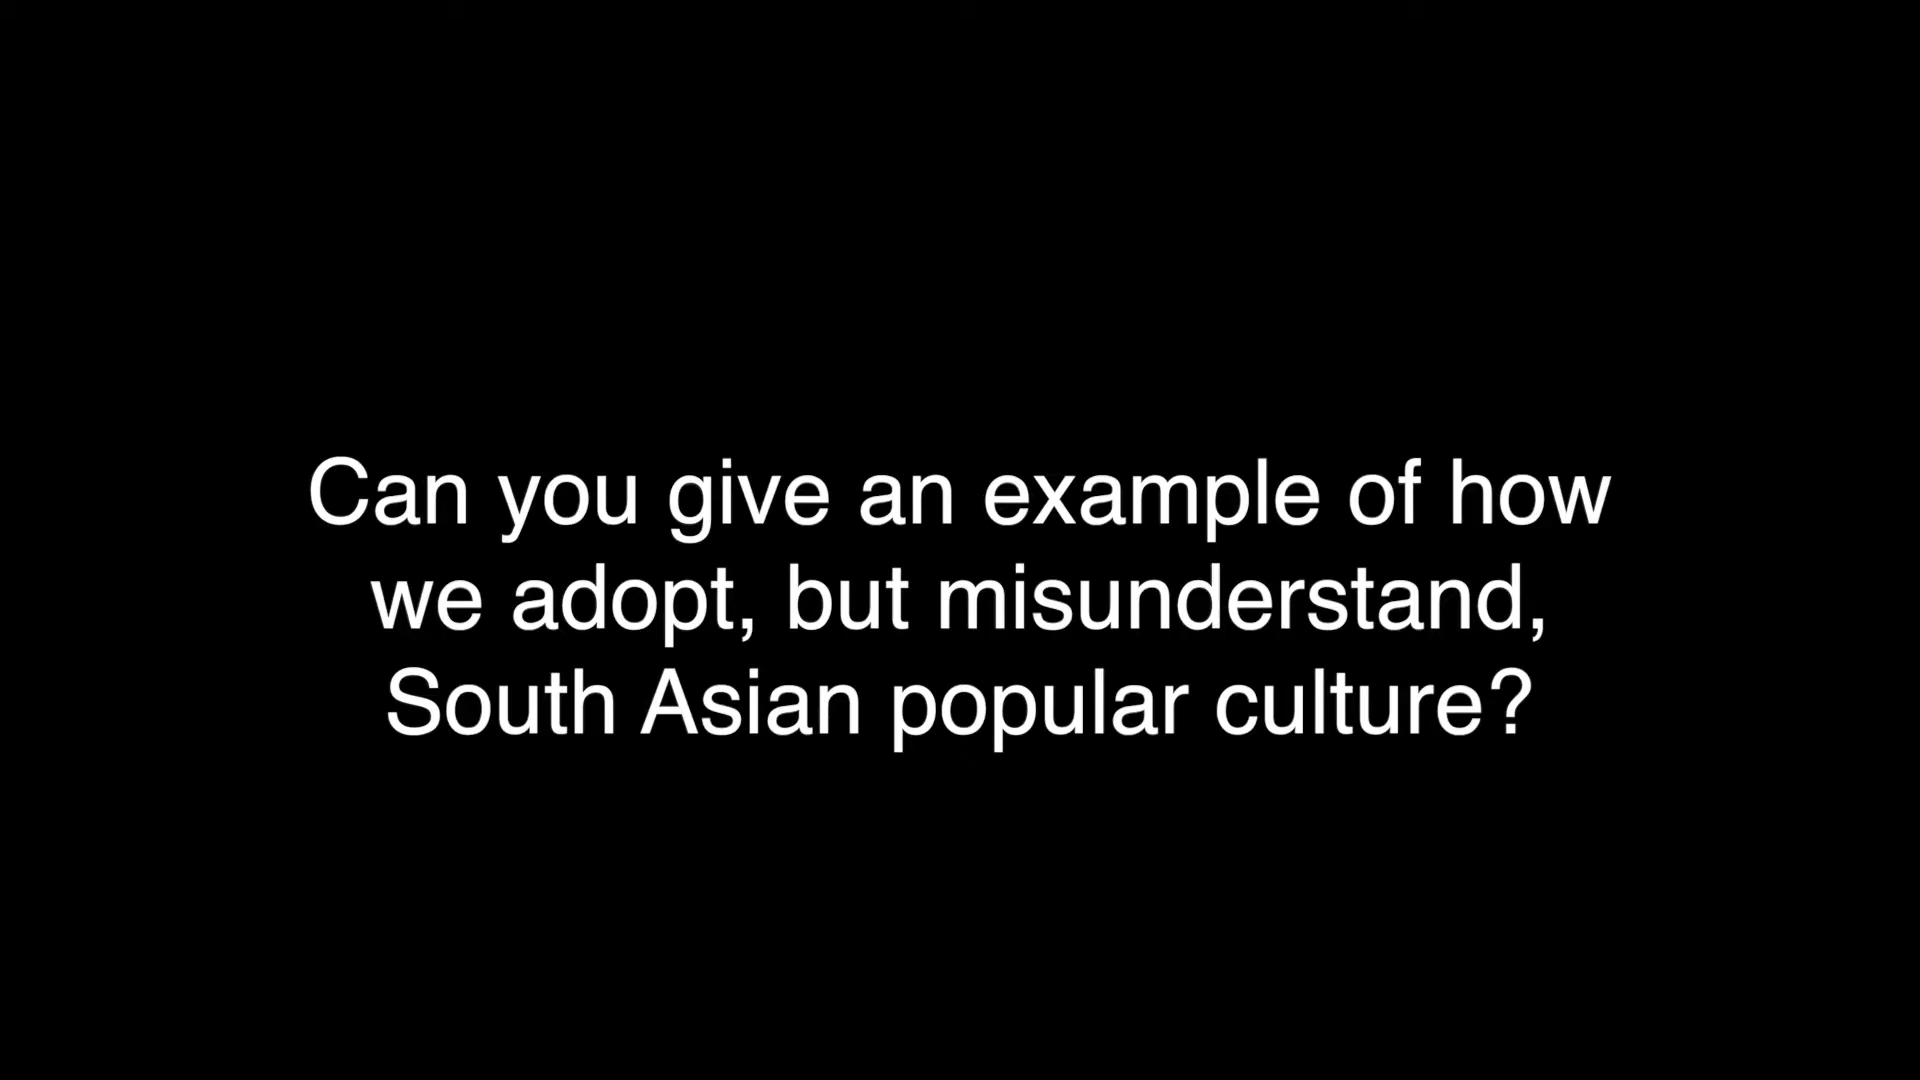 Can you give an example of how
we adopt, but misunderstand,
South Asian popular culture?